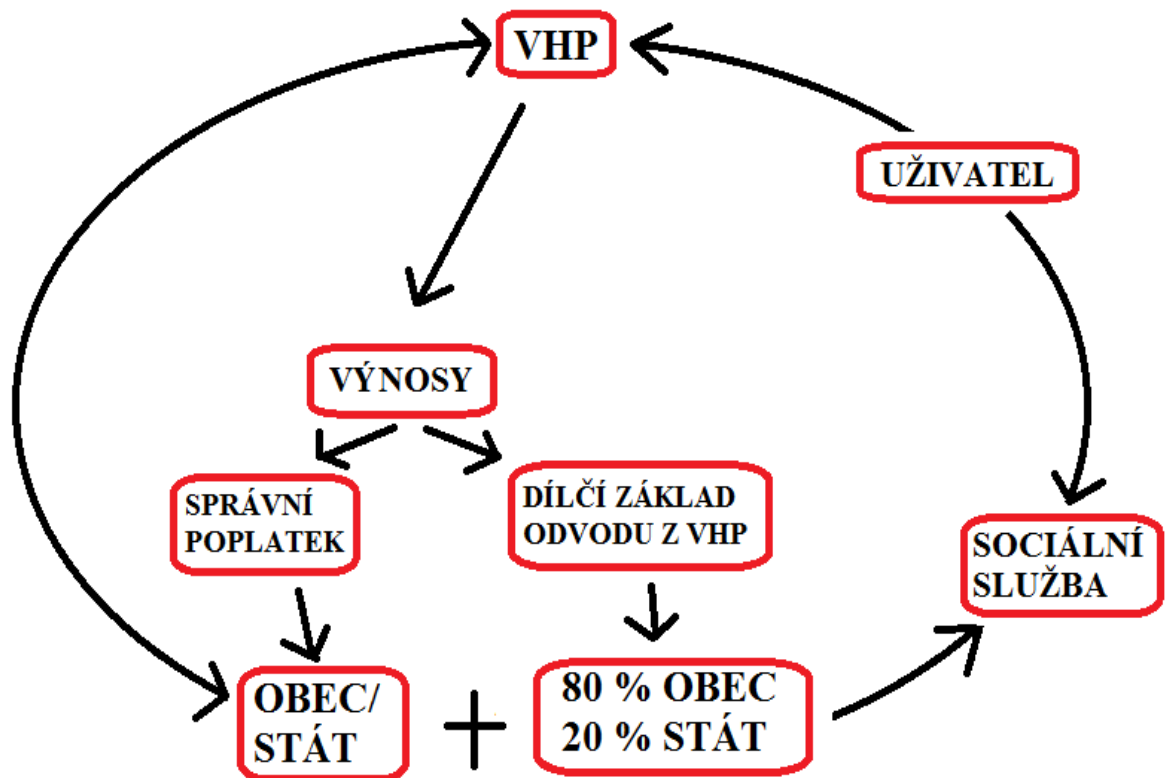 VHP
UŽIVATEL
VÝNOSY
SPRÁVNÍ
POPLATEK
DÍLČÍ ZÁKLAD
ODVODU Z VHP
SOCIÁLNÍ
SLUŽBA
OBEC/
STÁT
+
80 % OBEC
20 % STÁT